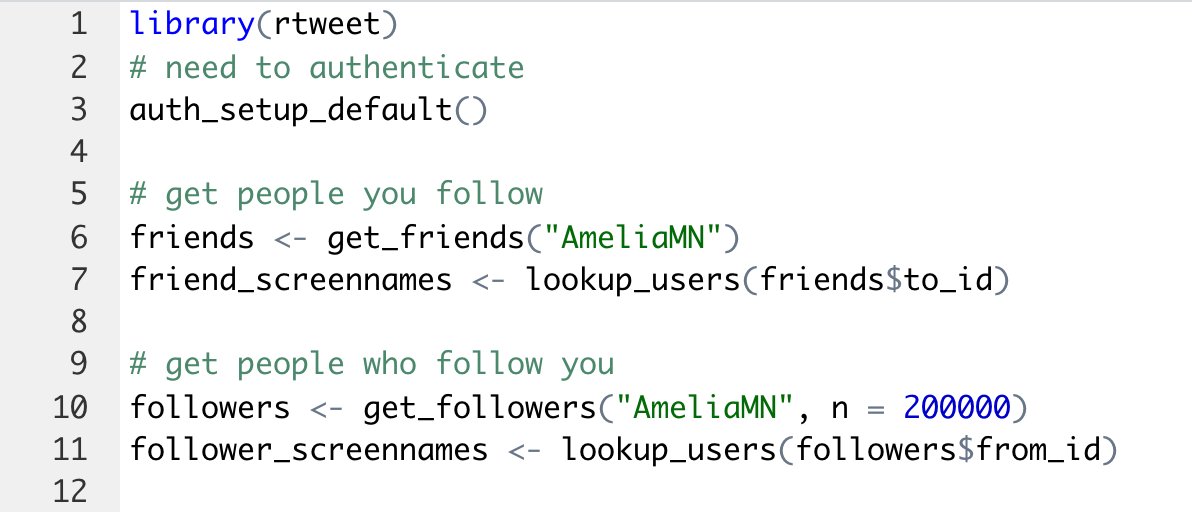 1 library(rtweet)
2 # need to authenticate
3 auth_setup_default()
4
5 # get people you follow
6 friends <- get_friends("AmeliaMN")
7 friend_screennames <- lookup_users(friends$to_id)
8
9 # get people who follow you
10 followers <- get_followers("AmeliaMN", n = 200000)
11 follower_screennames <- lookup_users(followers$from_id)
12